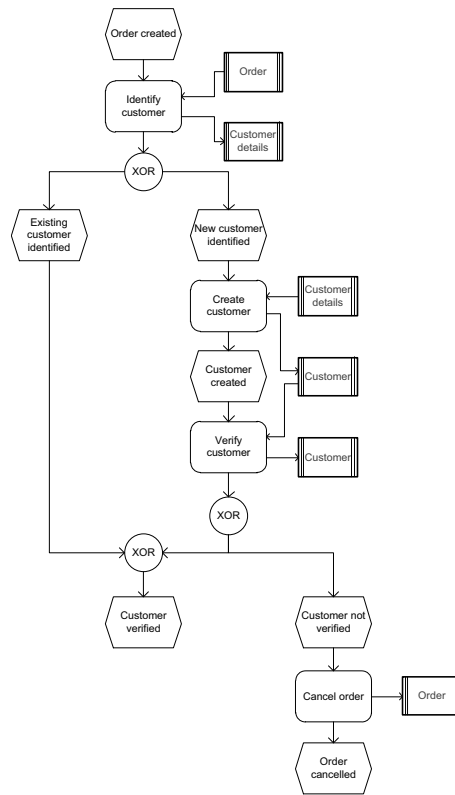 Order created
Order
Identify
customer
Customer
details
XOR
Existing
customer
identified
New customer
identified
Create
customer
Customer
details
Customer
created
Customer
Verify
customer
Customer
XOR
XOR
Customer
verified
Customer not
verified
Cancel order
Order
Order
cancelled